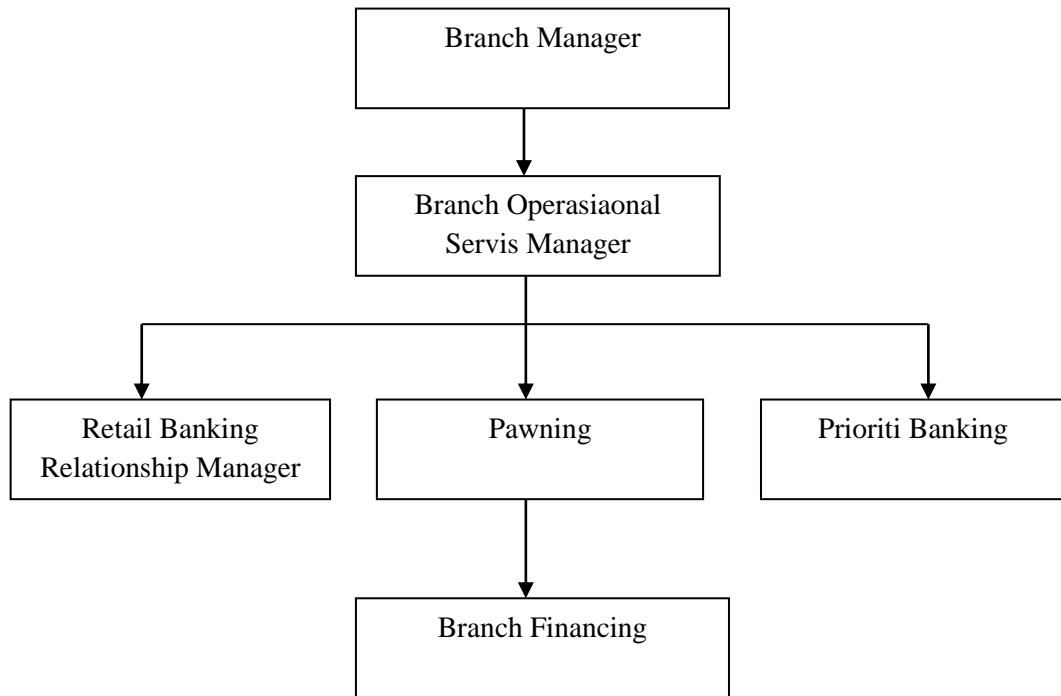 Branch Manager
Branch Operasiaonal
Servis Manager
Retail Banking
Relationship Manager
Pawning
Prioriti Banking
Branch Financing